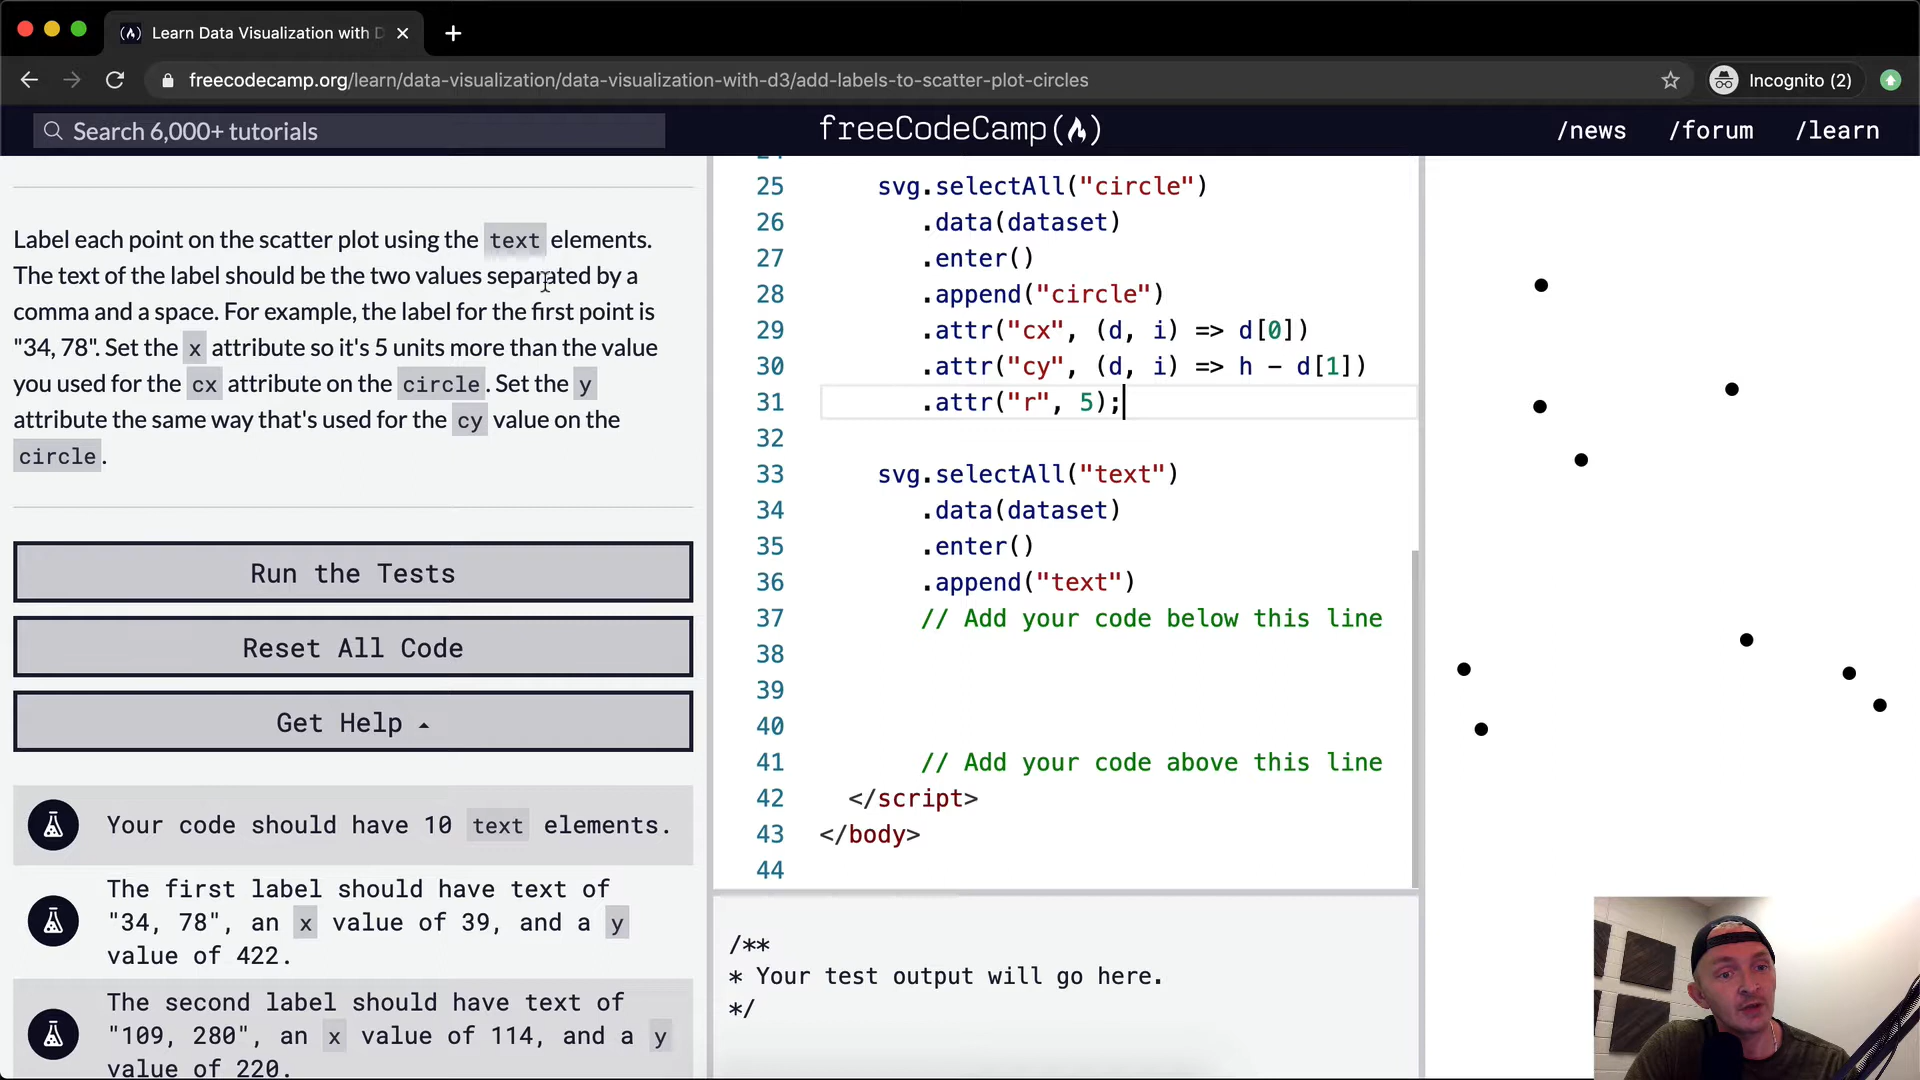 Learn Data Visualization with D
freecodecamp.org/learn/data-visualization/data-visualization-with-d3/add-labels-to-scatter-plot-circles
Incognito (2)
Search 6,000+ tutorials
freeCodeCamp
/news /forum /learn
Label each point on the scatter plot using the text elements.
The text of the label should be the two values separated by a
comma and a space. For example, the label for the first point is
"34, 78". Set the x attribute so it's 5 units more than the value
you used for the cx attribute on the circle. Set the y
attribute the same way that's used for the cy value on the
circle.
Run the Tests
Reset All Code
Get Help
Your code should have 10 text elements.
The first label should have text of
"34, 78", an x value of 39, and a y
value of 422.
The second label should have text of
"109, 280", an x value of 114, and a y
value of 220.
25 svg.selectAll("circle")
26 .data(dataset)
27 .enter()
28 .append("circle")
29 .attr("cx", (d, i) => d[0])
30 .attr("cy", (d, i) => h - d[1])
31 .attr("r", 5);
32
33 svg.selectAll("text")
34 .data(dataset)
35 .enter()
36 .append("text")
37 // Add your code below this line
38
39
40
41 // Add your code above this line
42 </script>
43 </body>
44
/**
* Your test output will go here.
*/